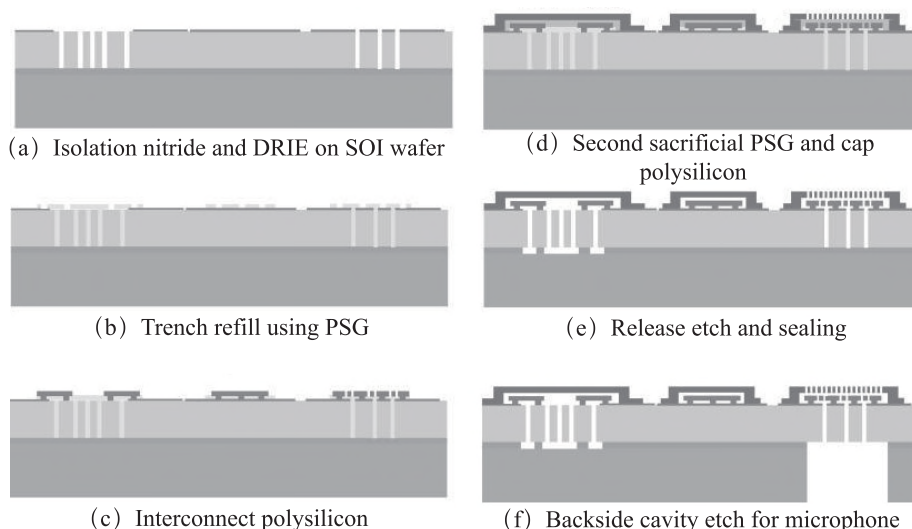 (a) Isolation nitride and DRIE on SOI wafer
(b) Trench refill using PSG
(c) Interconnect polysilicon
(d) Second sacrificial PSG and cap
polysilicon
(e) Release etch and sealing
(f) Backside cavity etch for microphone